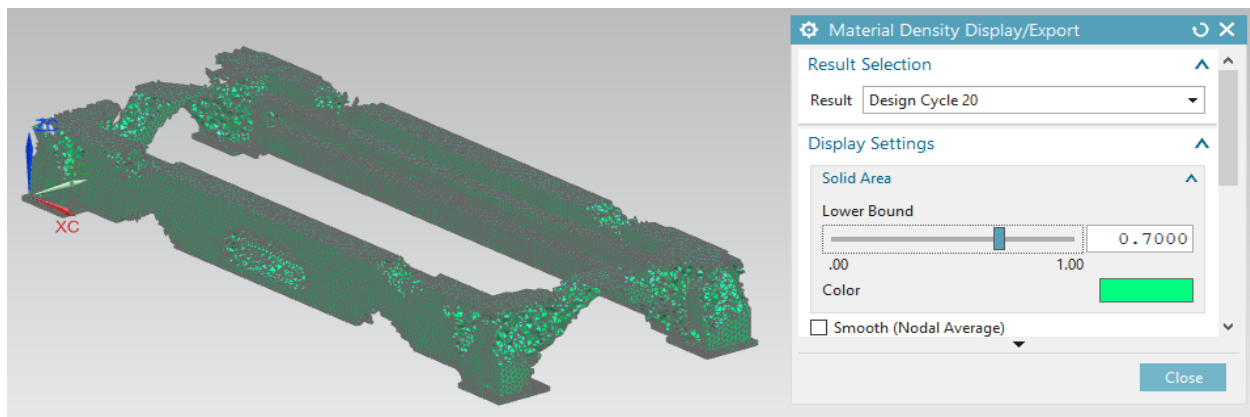 ZC
XC
Material Density Display/Export
Result Selection
Result Design Cycle 20
Display Settings
Solid Area
Lower Bound
0.7000
.00 1.00
Color
Smooth (Nodal Average)
Close